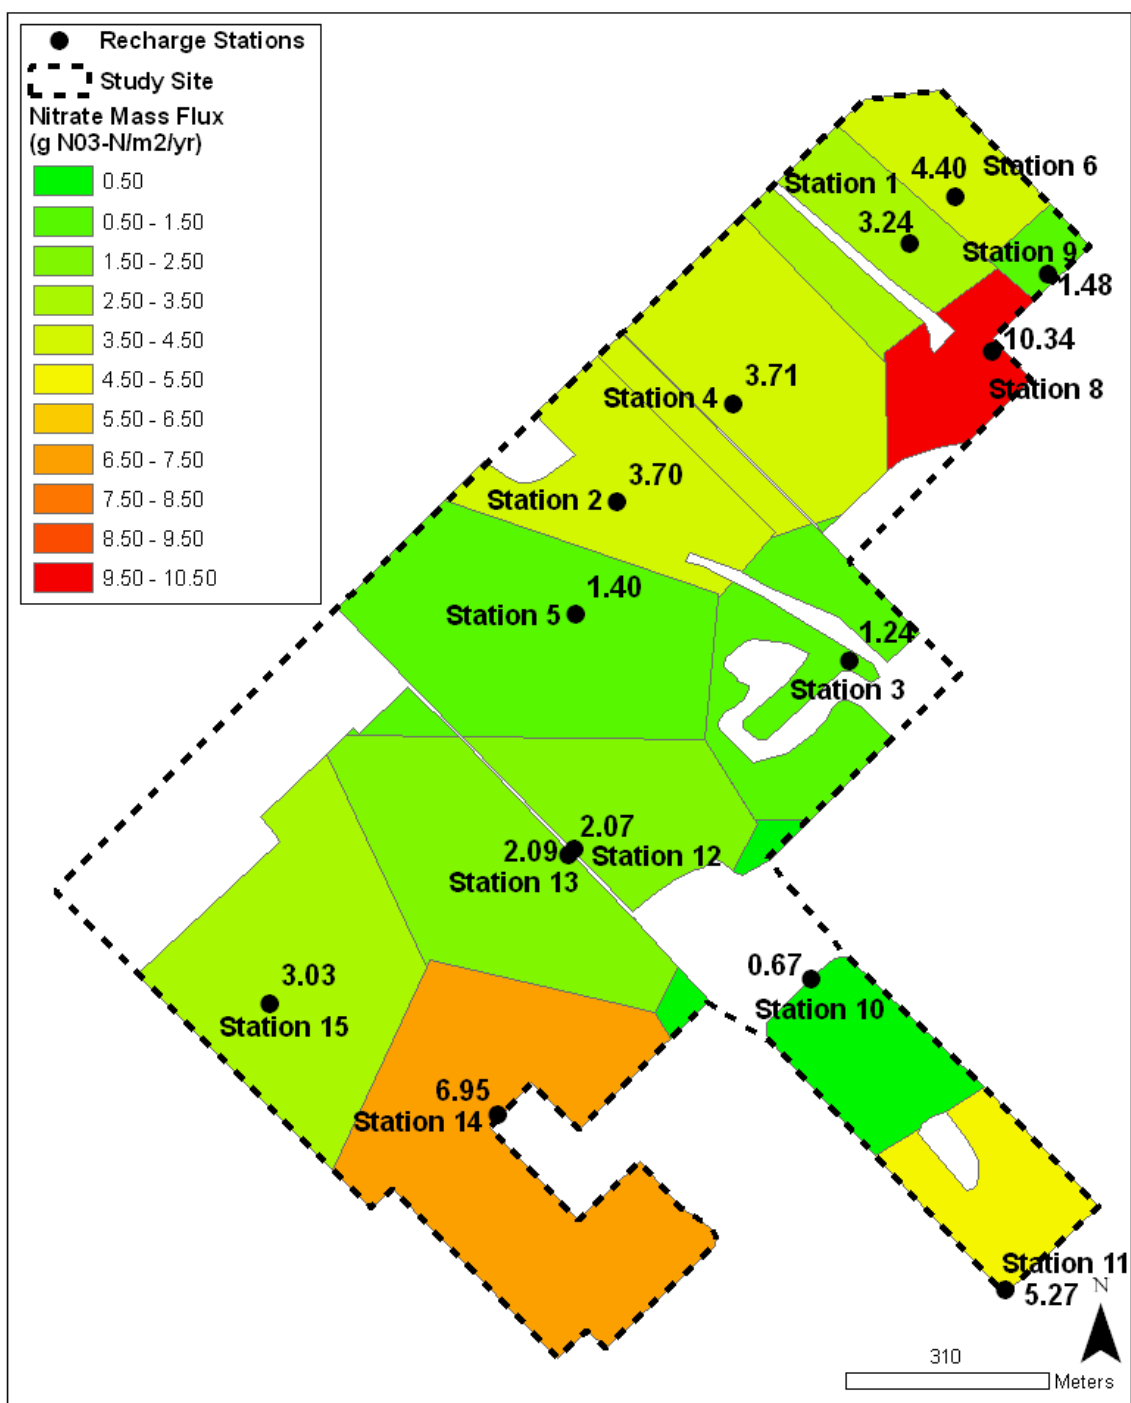 Recharge Stations
Study Site
Nitrate Mass Flux
(g N03-N/m2/yr)
0.50
0.50 - 1.50
1.50 - 2.50
2.50 - 3.50
3.50 - 4.50
4.50 - 5.50
5.50 - 6.50
6.50 - 7.50
7.50 - 8.50
8.50 - 9.50
9.50 - 10.50
Station 6
4.40
Station 1
3.24
Station 9
1.48
10.34
Station 8
3.71
Station 4
3.70
Station 2
1.40
Station 5
1.24
Station 3
2.07
2.09
Station 12
Station 13
0.67
Station 10
3.03
Station 15
6.95
Station 14
Station 11
5.27
N
310
Meters